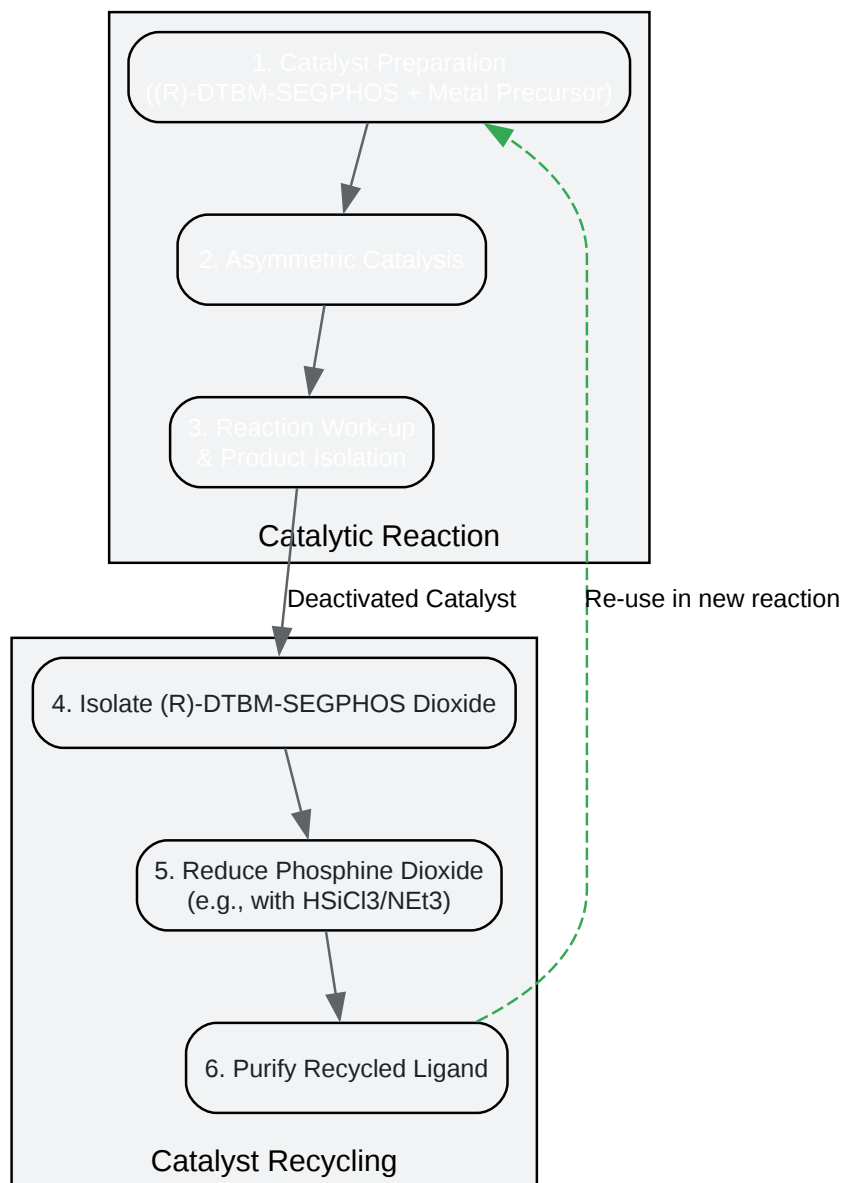 1. Catalyst Preparation
((R)-DTBM-SEGPHOS + Metal Precursor)
2. Asymmetric Catalysis
3. Reaction Work-up
& Product Isolation
Catalytic Reaction
Deactivated Catalyst
Re-use in new reaction
4. Isolate (R)-DTBM-SEGPHOS Dioxide
5. Reduce Phosphine Dioxide
(e.g., with HSiCl3/NEt3)
6. Purify Recycled Ligand
Catalyst Recycling